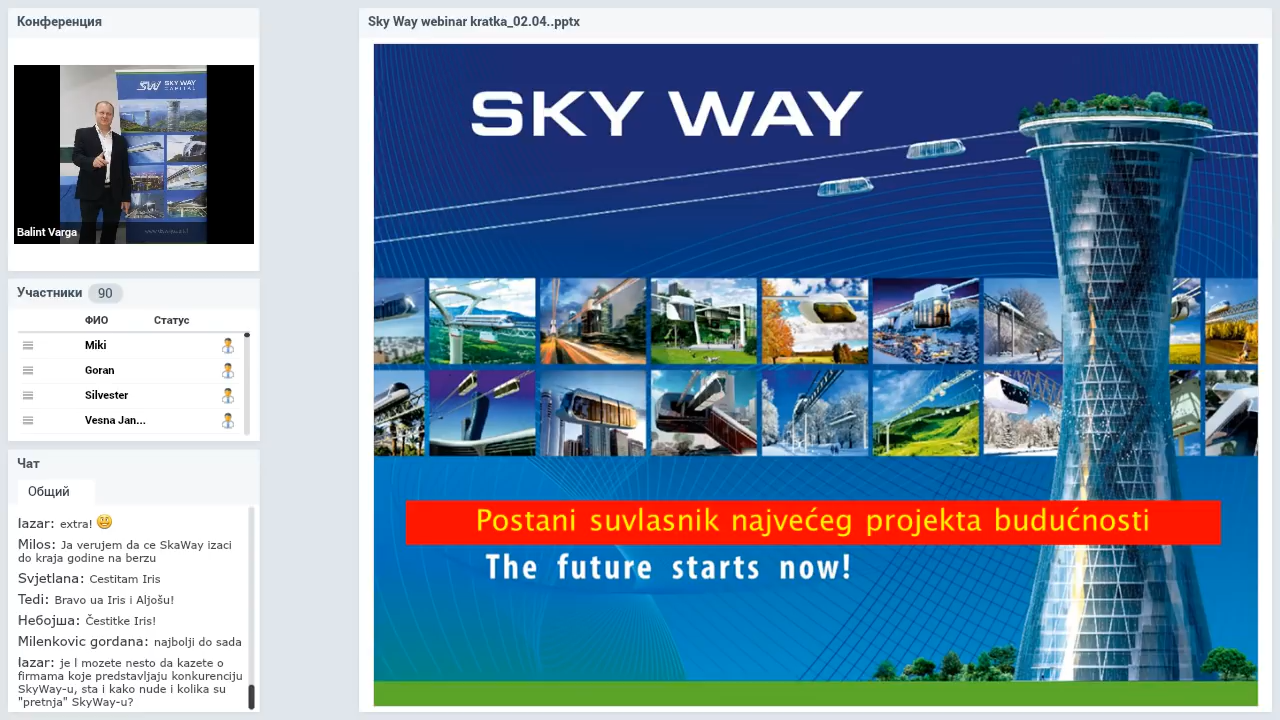 Конференция
SW SKY WAY
CAPITAL
Balint Varga
Участники 90
ФИО Статус
Miki
Goran
Silvester
Vesna Jan...
Чат
Общий
lazar: extra!
Milos: Ja verujem da ce SkaWay izaci
do kraja godine na berzu
Svjetlana: Cestitam Iris
Tedi: Bravo ua Iris i Aljošu!
Небојша: Čestitke Iris!
Milenkovic gordana: najbolji do sada
lazar: je l mozete nesto da kazete o
firmama koje predstavljaju konkurenciju
SkyWay-u, sta i kako nude i kolika su
"pretnja" SkyWay-u?
Sky Way webinar kratka_02.04..pptx
SKY WAY
Postani suvlasnik najvećeg projekta budućnosti
The future starts now!